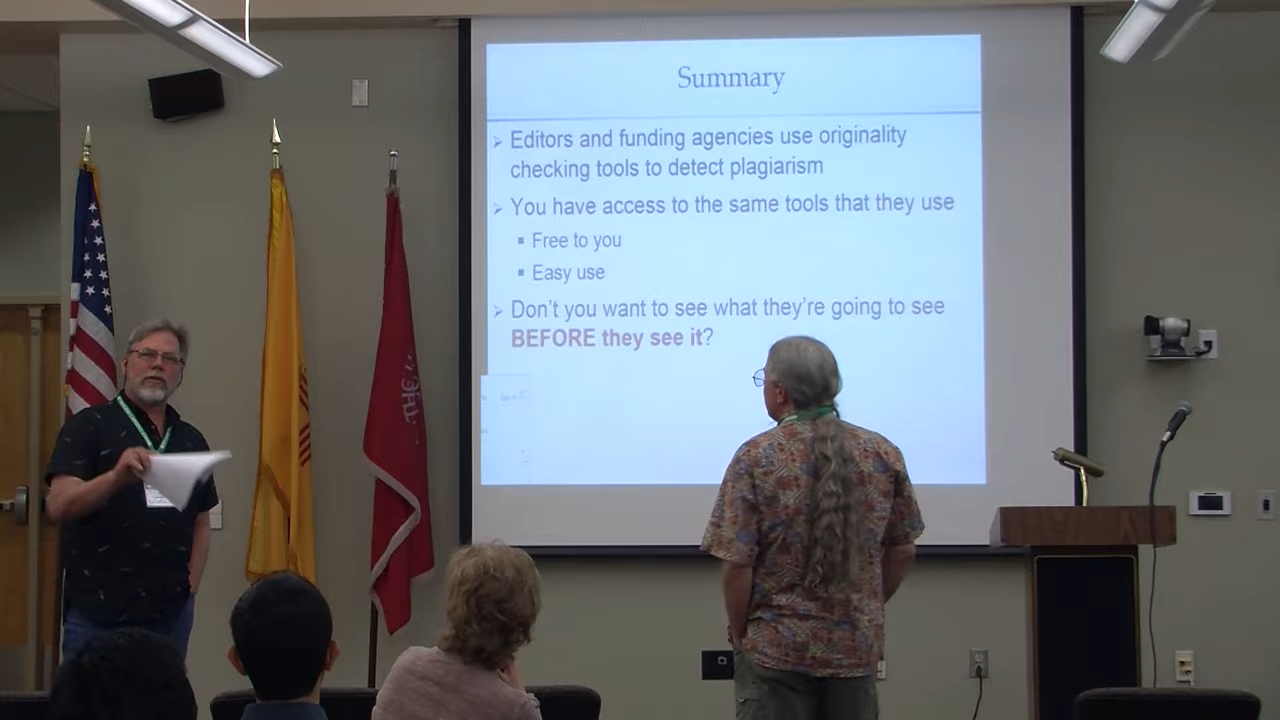 Summary
Editors and funding agencies use originality
checking tools to detect plagiarism
You have access to the same tools that they use
Free to you
Easy use
Don't you want to see what they're going to see
BEFORE they see it?
THE